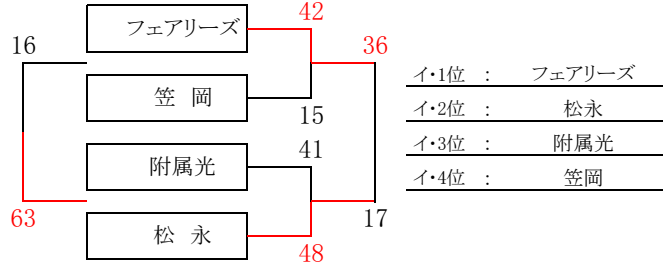 42
フェアリーズ
16
36
イ・1位 : フェアリーズ
笠 岡
イ・2位 : 松永
15
41
イ・3位 : 附属光
附属光
イ・4位 : 笠岡
63
17
松 永
48